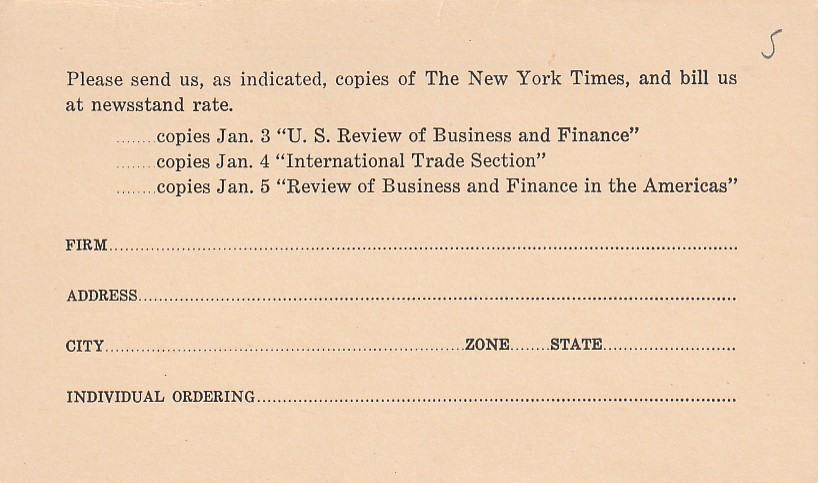 5
Please send us, as indicated, copies of The New York Times, and bill us
at newsstand rate.
........copies Jan. 3 “U. S. Review of Business and Finance”
........copies Jan. 4 “International Trade Section”
........copies Jan. 5 “Review of Business and Finance in the Americas”
FIRM........................................................................
ADDRESS........................................................................
CITY........................................ZONE........STATE........................
INDIVIDUAL ORDERING........................................................................